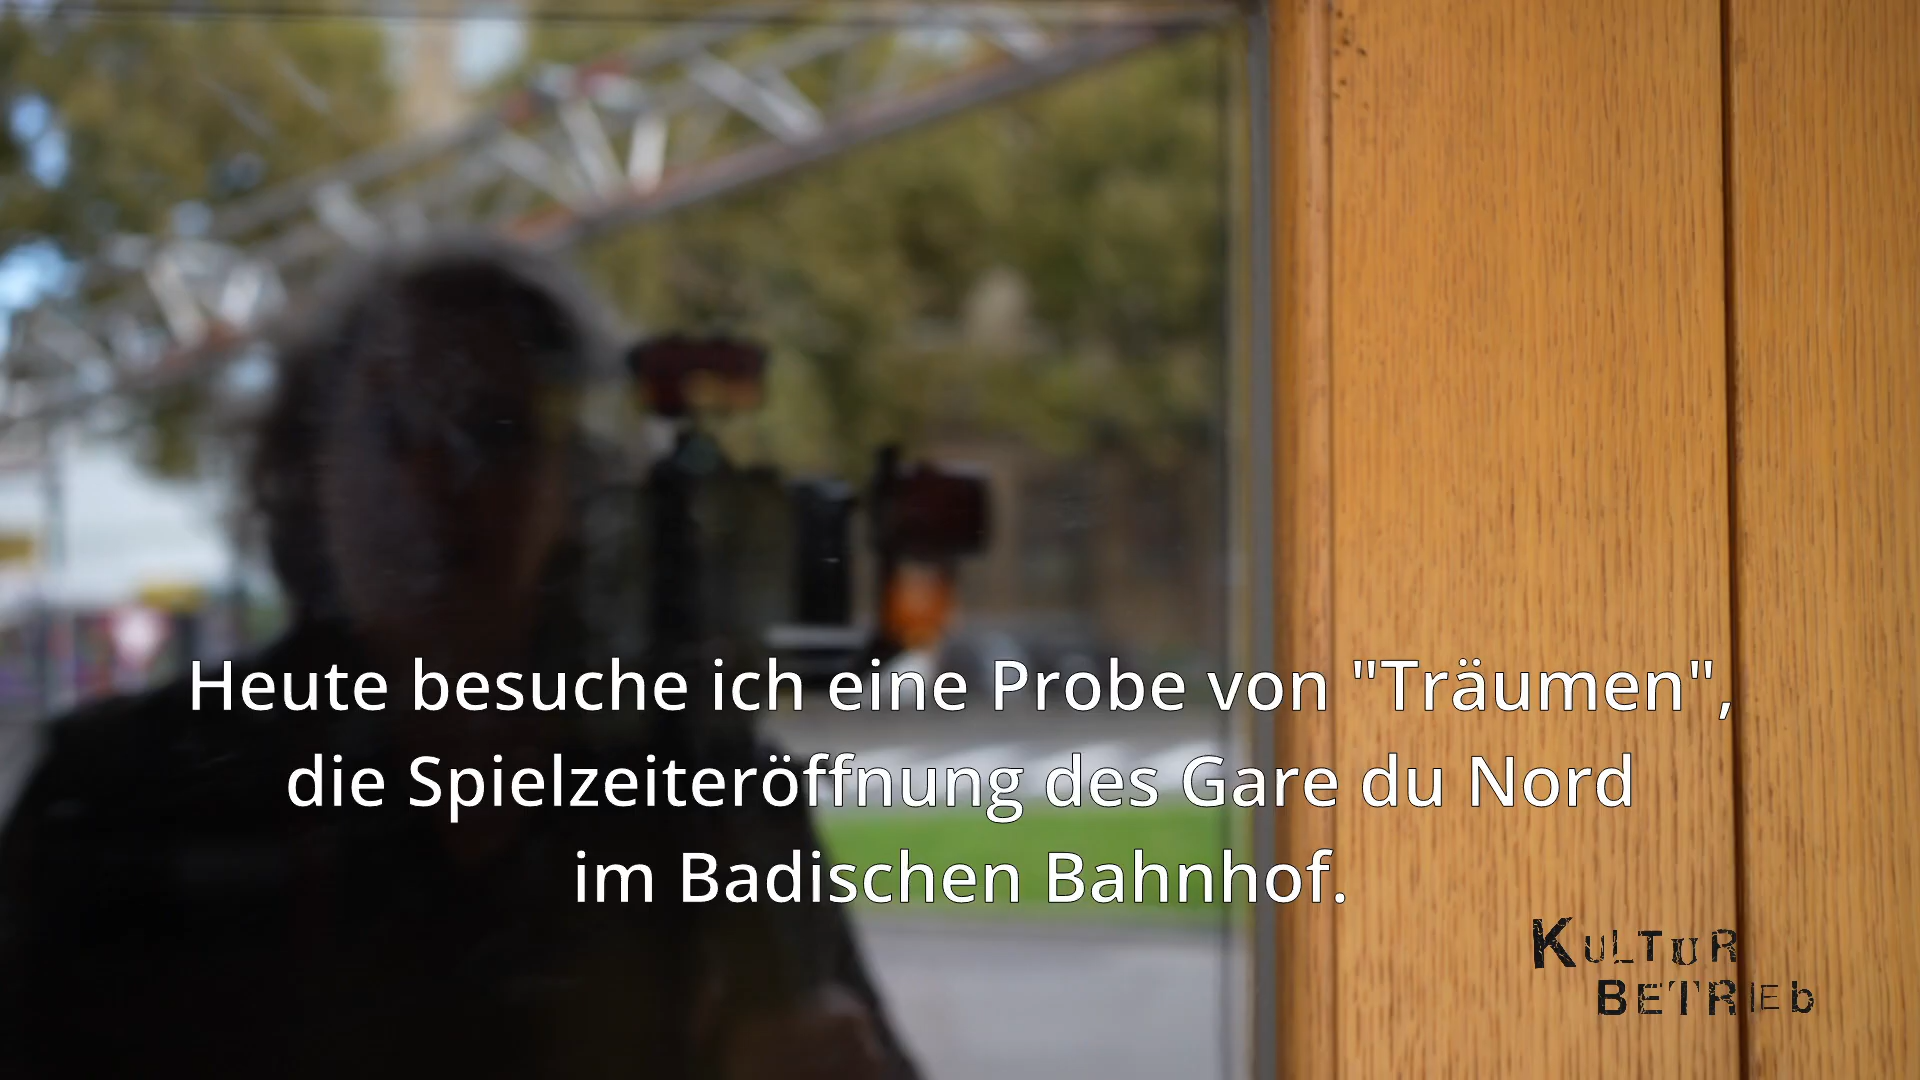 Heute besuche ich eine Probe von "Träumen",
die Spielzeiteröffnung des Gare du Nord
im Badischen Bahnhof.
KULTUR
BETRIEb